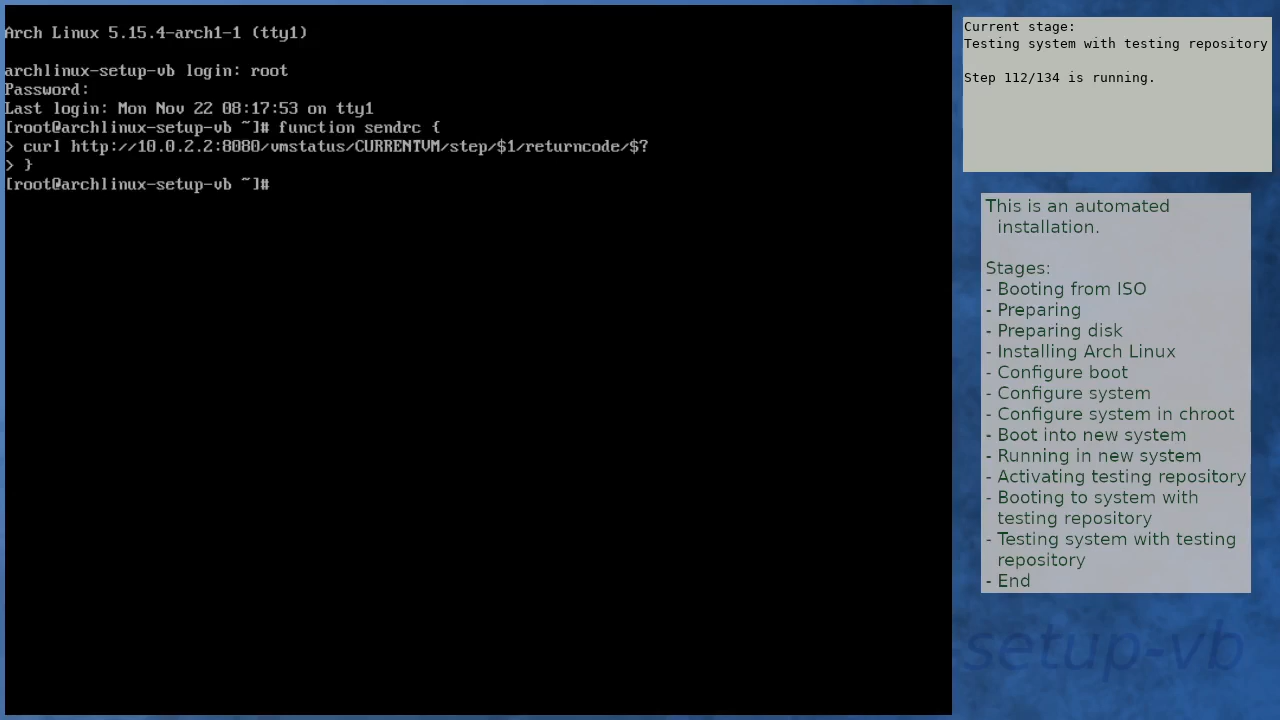 Arch Linux 5.15.4-arch1-1 (tty1)
archlinux-setup-vb login: root
Password:
Last login: Mon Nov 22 08:17:53 on tty1
[root@archlinux-setup-vb ~]# function sendrc {
> curl http://10.0.2.2:8080/vmstatus/CURRENTVM/step/$1/returncode/$?
> }
[root@archlinux-setup-vb ~]#
Current stage:
Testing system with testing repository
Step 112/134 is running.
This is an automated
installation.
Stages:
- Booting from ISO
- Preparing
- Preparing disk
- Installing Arch Linux
- Configure boot
- Configure system
- Configure system in chroot
- Boot into new system
- Running in new system
- Activating testing repository
- Booting to system with
testing repository
- Testing system with testing
repository
- End
setup-vb